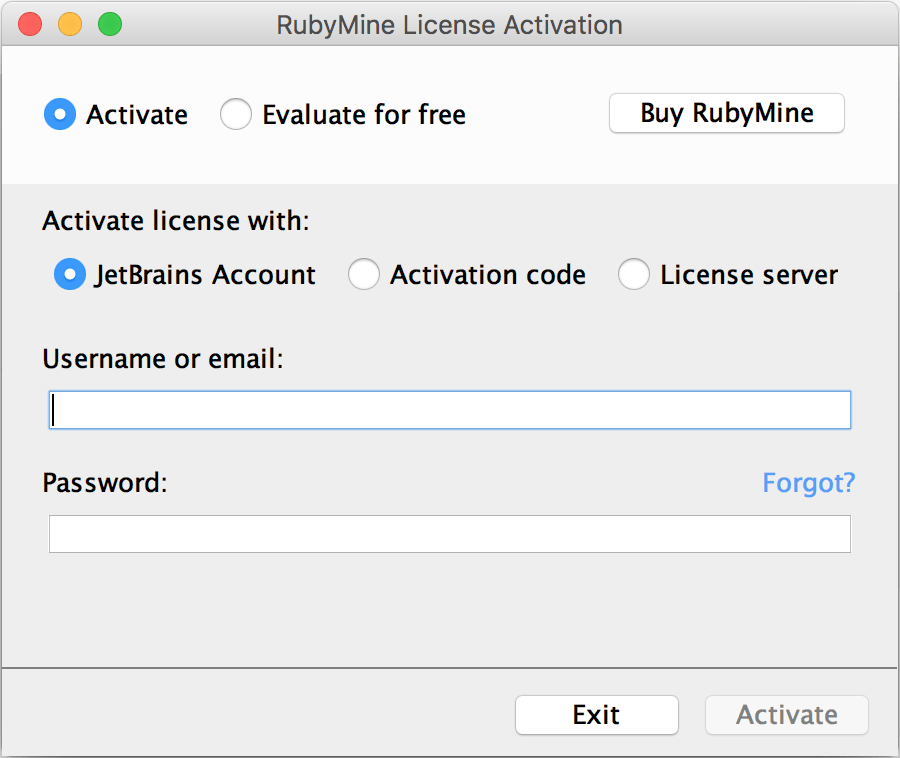 RubyMine License Activation
Activate Evaluate for free Buy RubyMine
Activate license with:
JetBrains Account Activation code License server
Username or email:
Password: Forgot?
Exit Activate